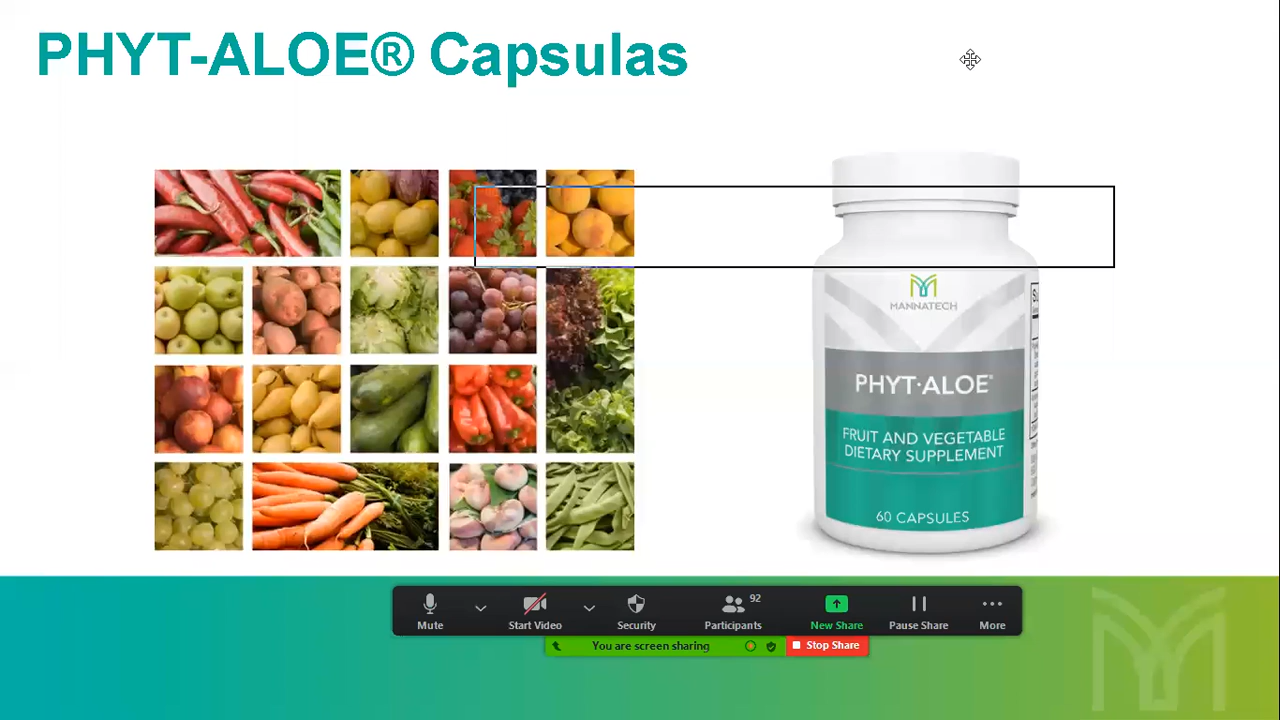 PHYT-ALOE® Capsulas
MANNATECH
PHYT·ALOE®
FRUIT AND VEGETABLE
DIETARY SUPPLEMENT
60 CAPSULES
92
Mute
Start Video
Security
Participants
New Share
Pause Share
More
You are screen sharing
Stop Share